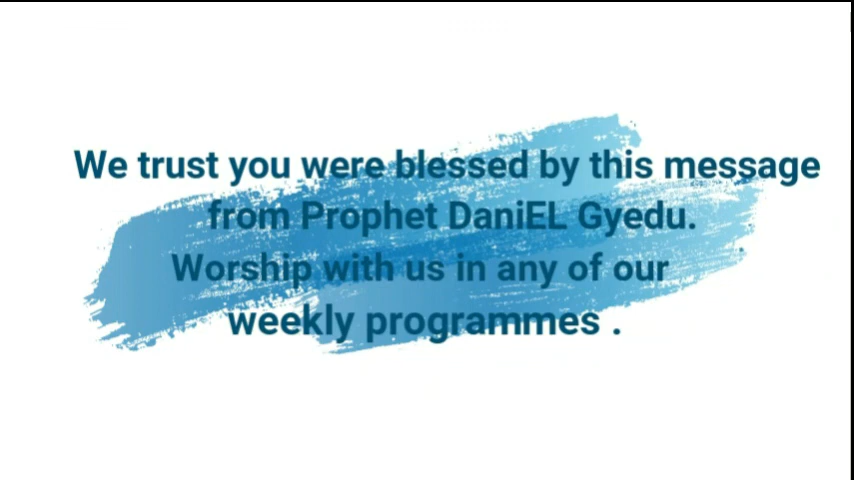 We trust you were blessed by this message
from Prophet DaniEL Gyedu.
Worship with us in any of our
weekly programmes .